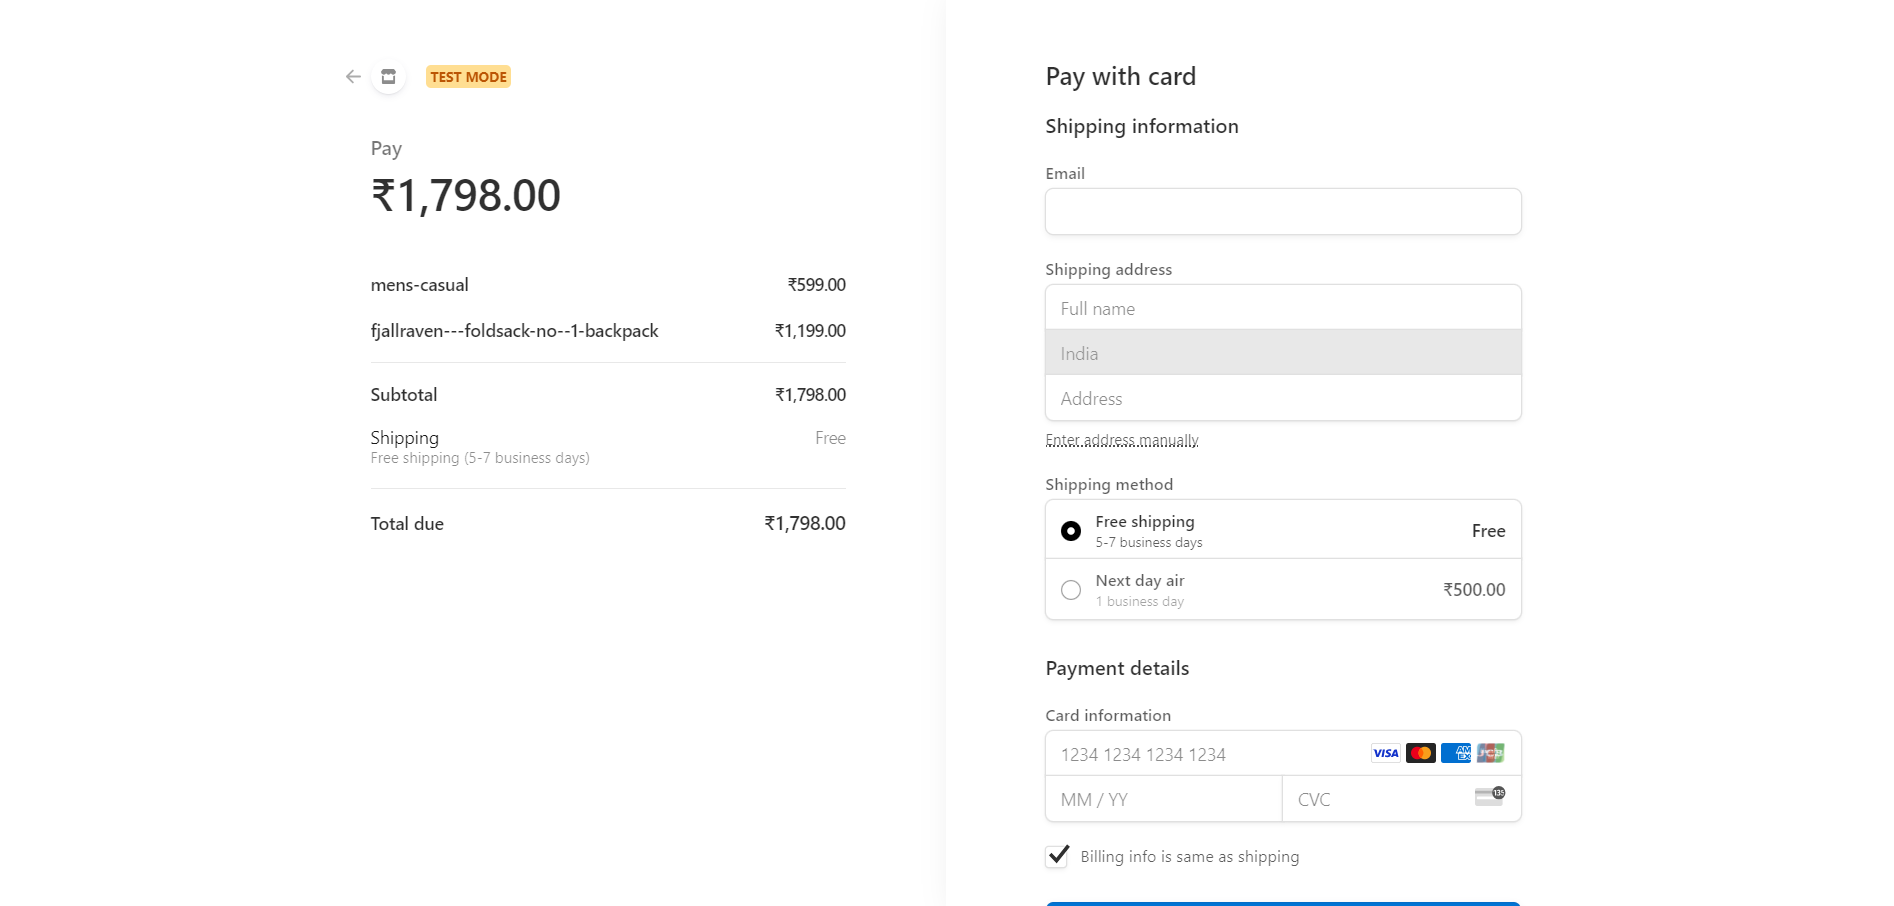 TEST MODE
Pay
₹1,798.00
mens-casual ₹599.00
fjallraven---foldsack-no--1-backpack ₹1,199.00
Subtotal ₹1,798.00
Shipping Free
Free shipping (5-7 business days)
Total due ₹1,798.00
Pay with card
Shipping information
Email
Shipping address
Full name
India
Address
Enter address manually
Shipping method
Free shipping
5-7 business days
Free
Next day air
1 business day
₹500.00
Payment details
Card information
1234 1234 1234 1234 VISA AMEX
MM / YY CVC 135
Billing info is same as shipping